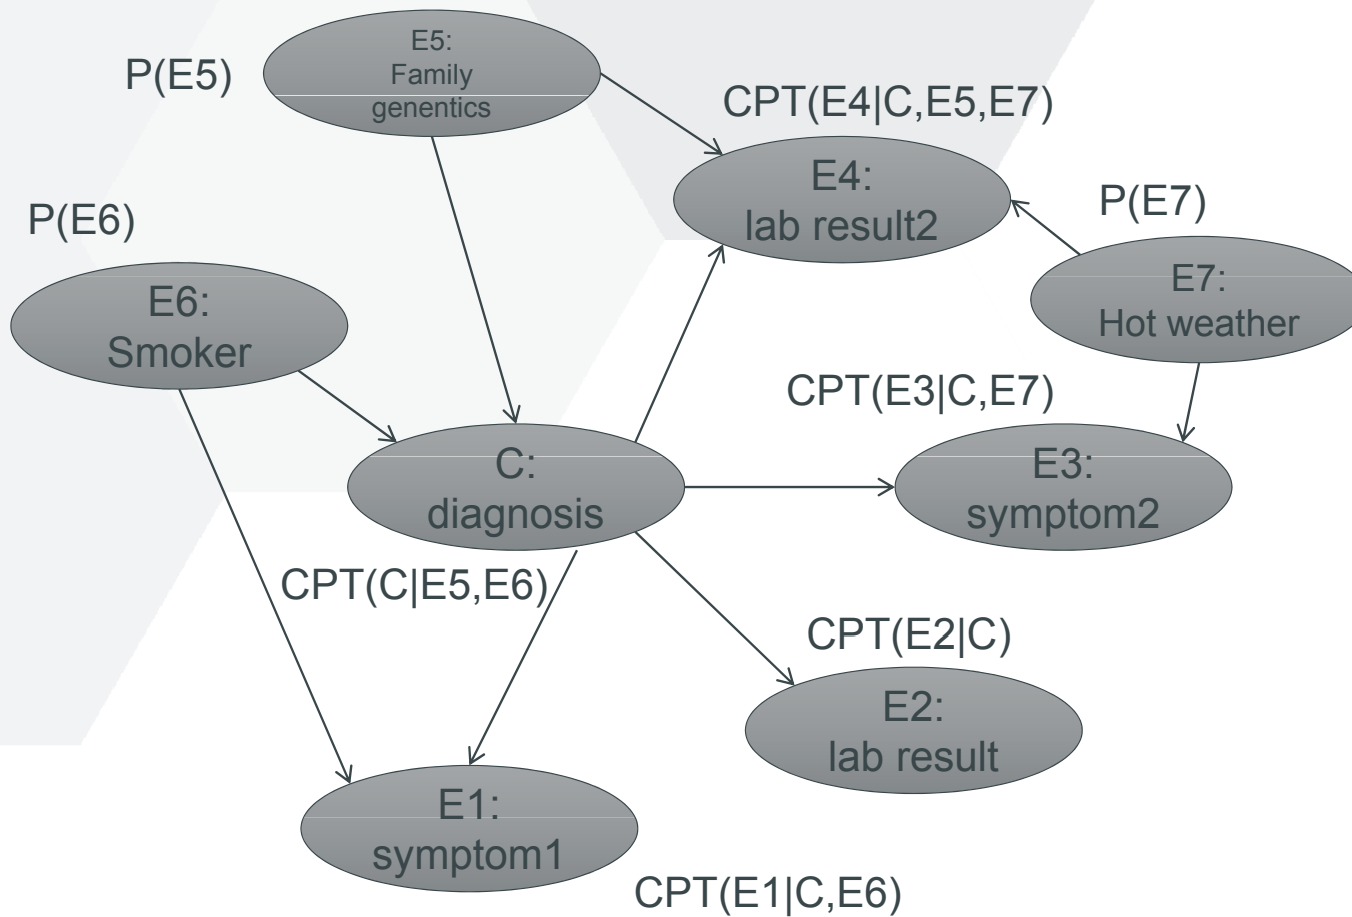 E5:
Family
genentics
P(E5)
CPT(E4|C,E5,E7)
E4:
lab result2
P(E7)
P(E6)
E7:
Hot weather
E6:
Smoker
CPT(E3|C,E7)
C:
diagnosis
E3:
symptom2
CPT(C|E5,E6)
CPT(E2|C)
E2:
lab result
E1:
symptom1
CPT(E1|C,E6)